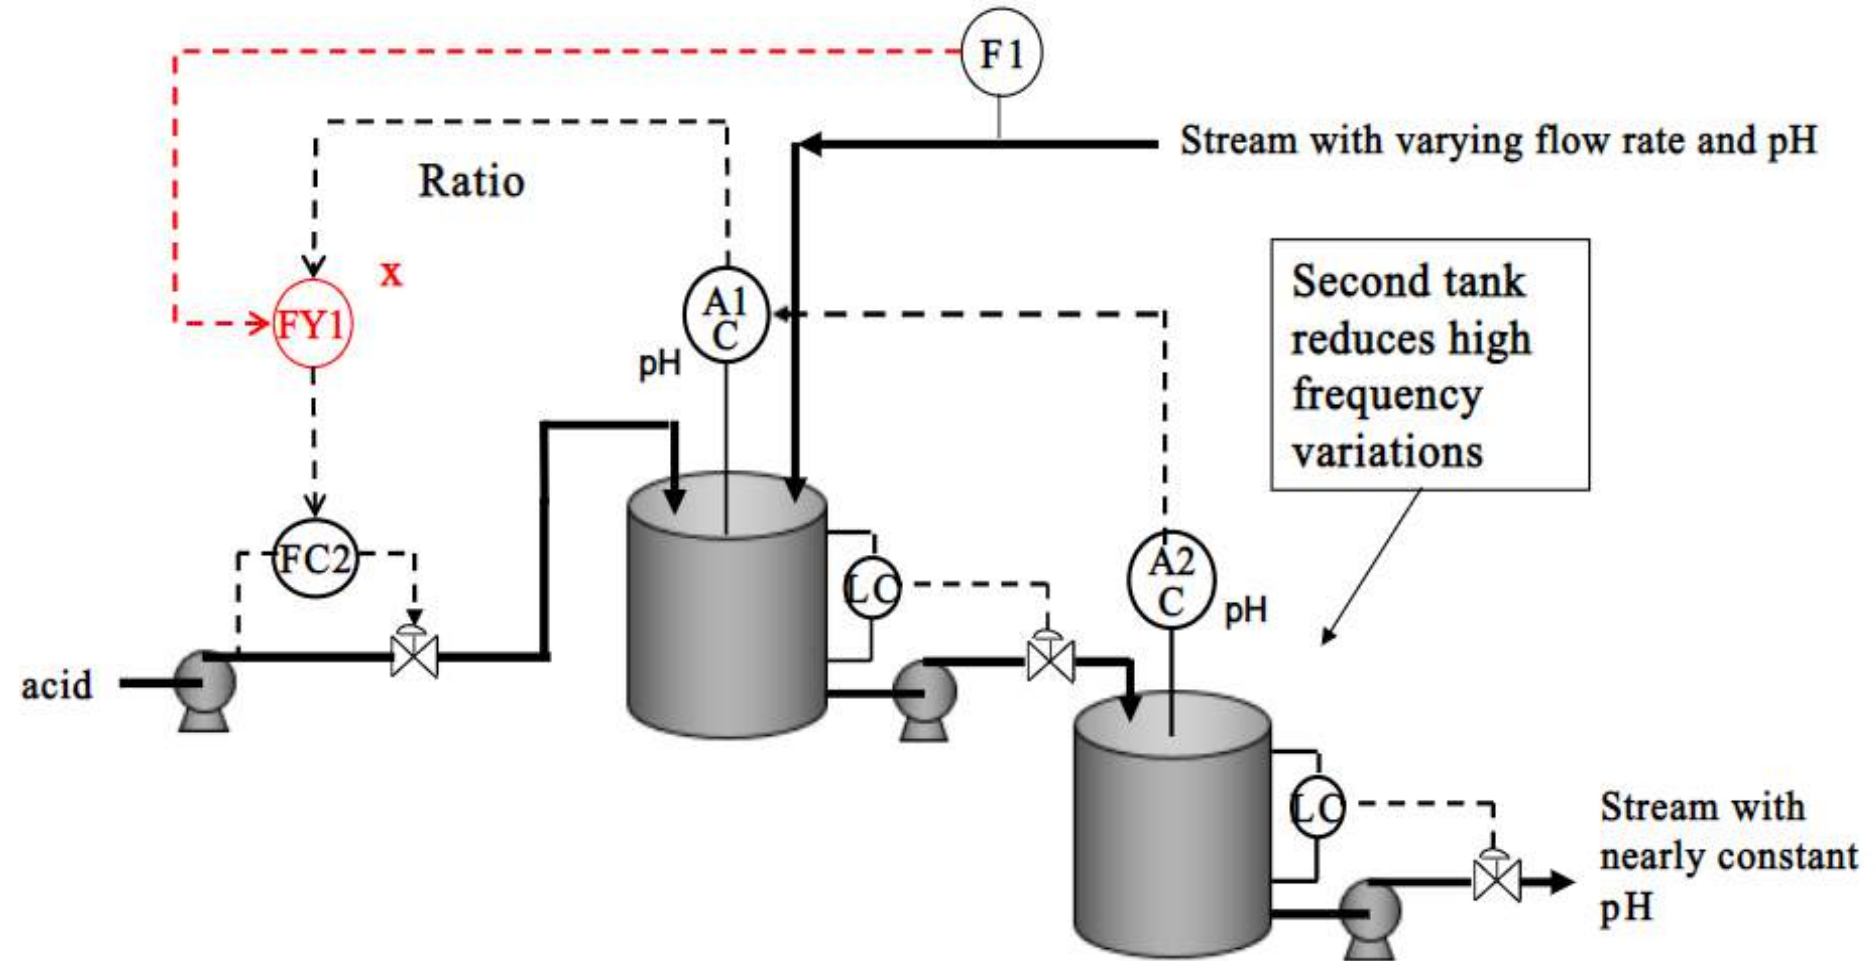 F1
Stream with varying flow rate and pH
Ratio
x
FY1
A1
C
pH
Second tank
reduces high
frequency
variations
FC2
LC
A2
C
pH
acid
LC
Stream with
nearly constant
pH